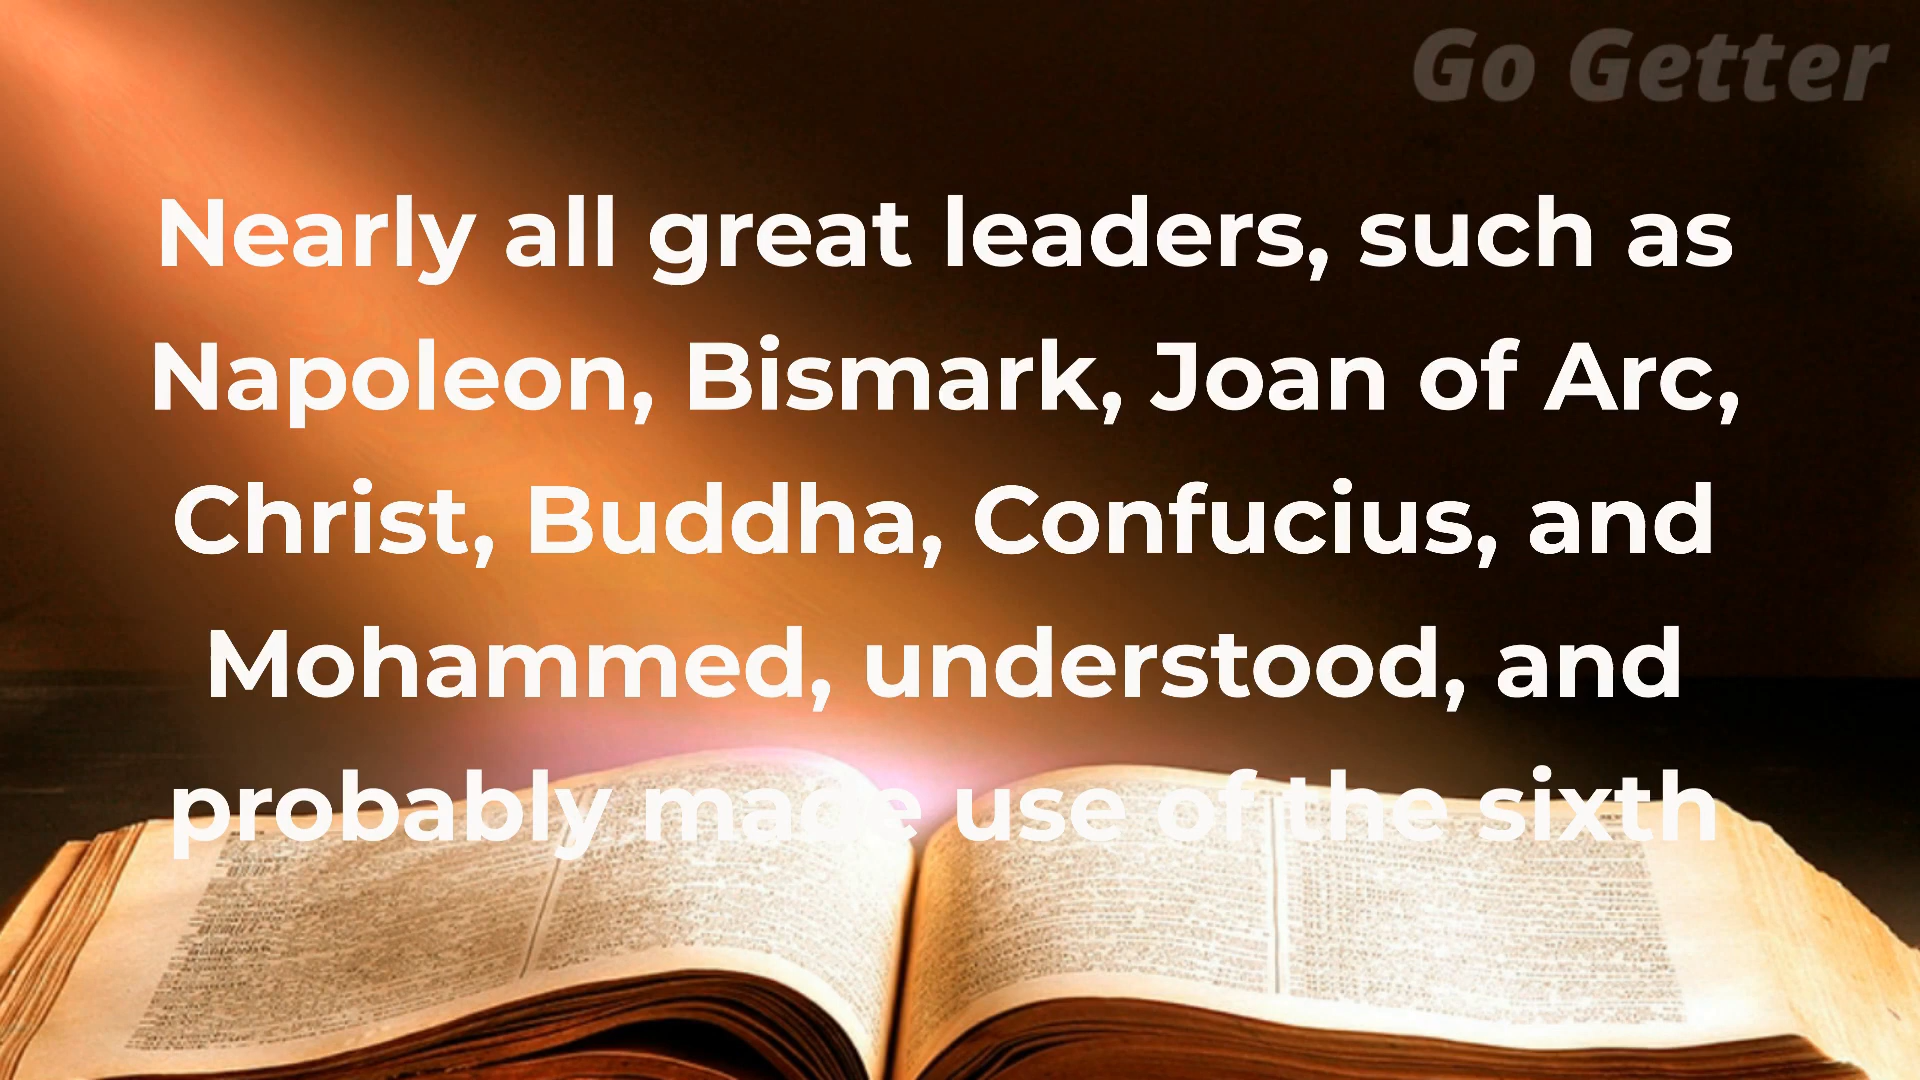 Go Getter
Nearly all great leaders, such as
Napoleon, Bismark, Joan of Arc,
Christ, Buddha, Confucius, and
Mohammed, understood, and
probably made use of the sixth